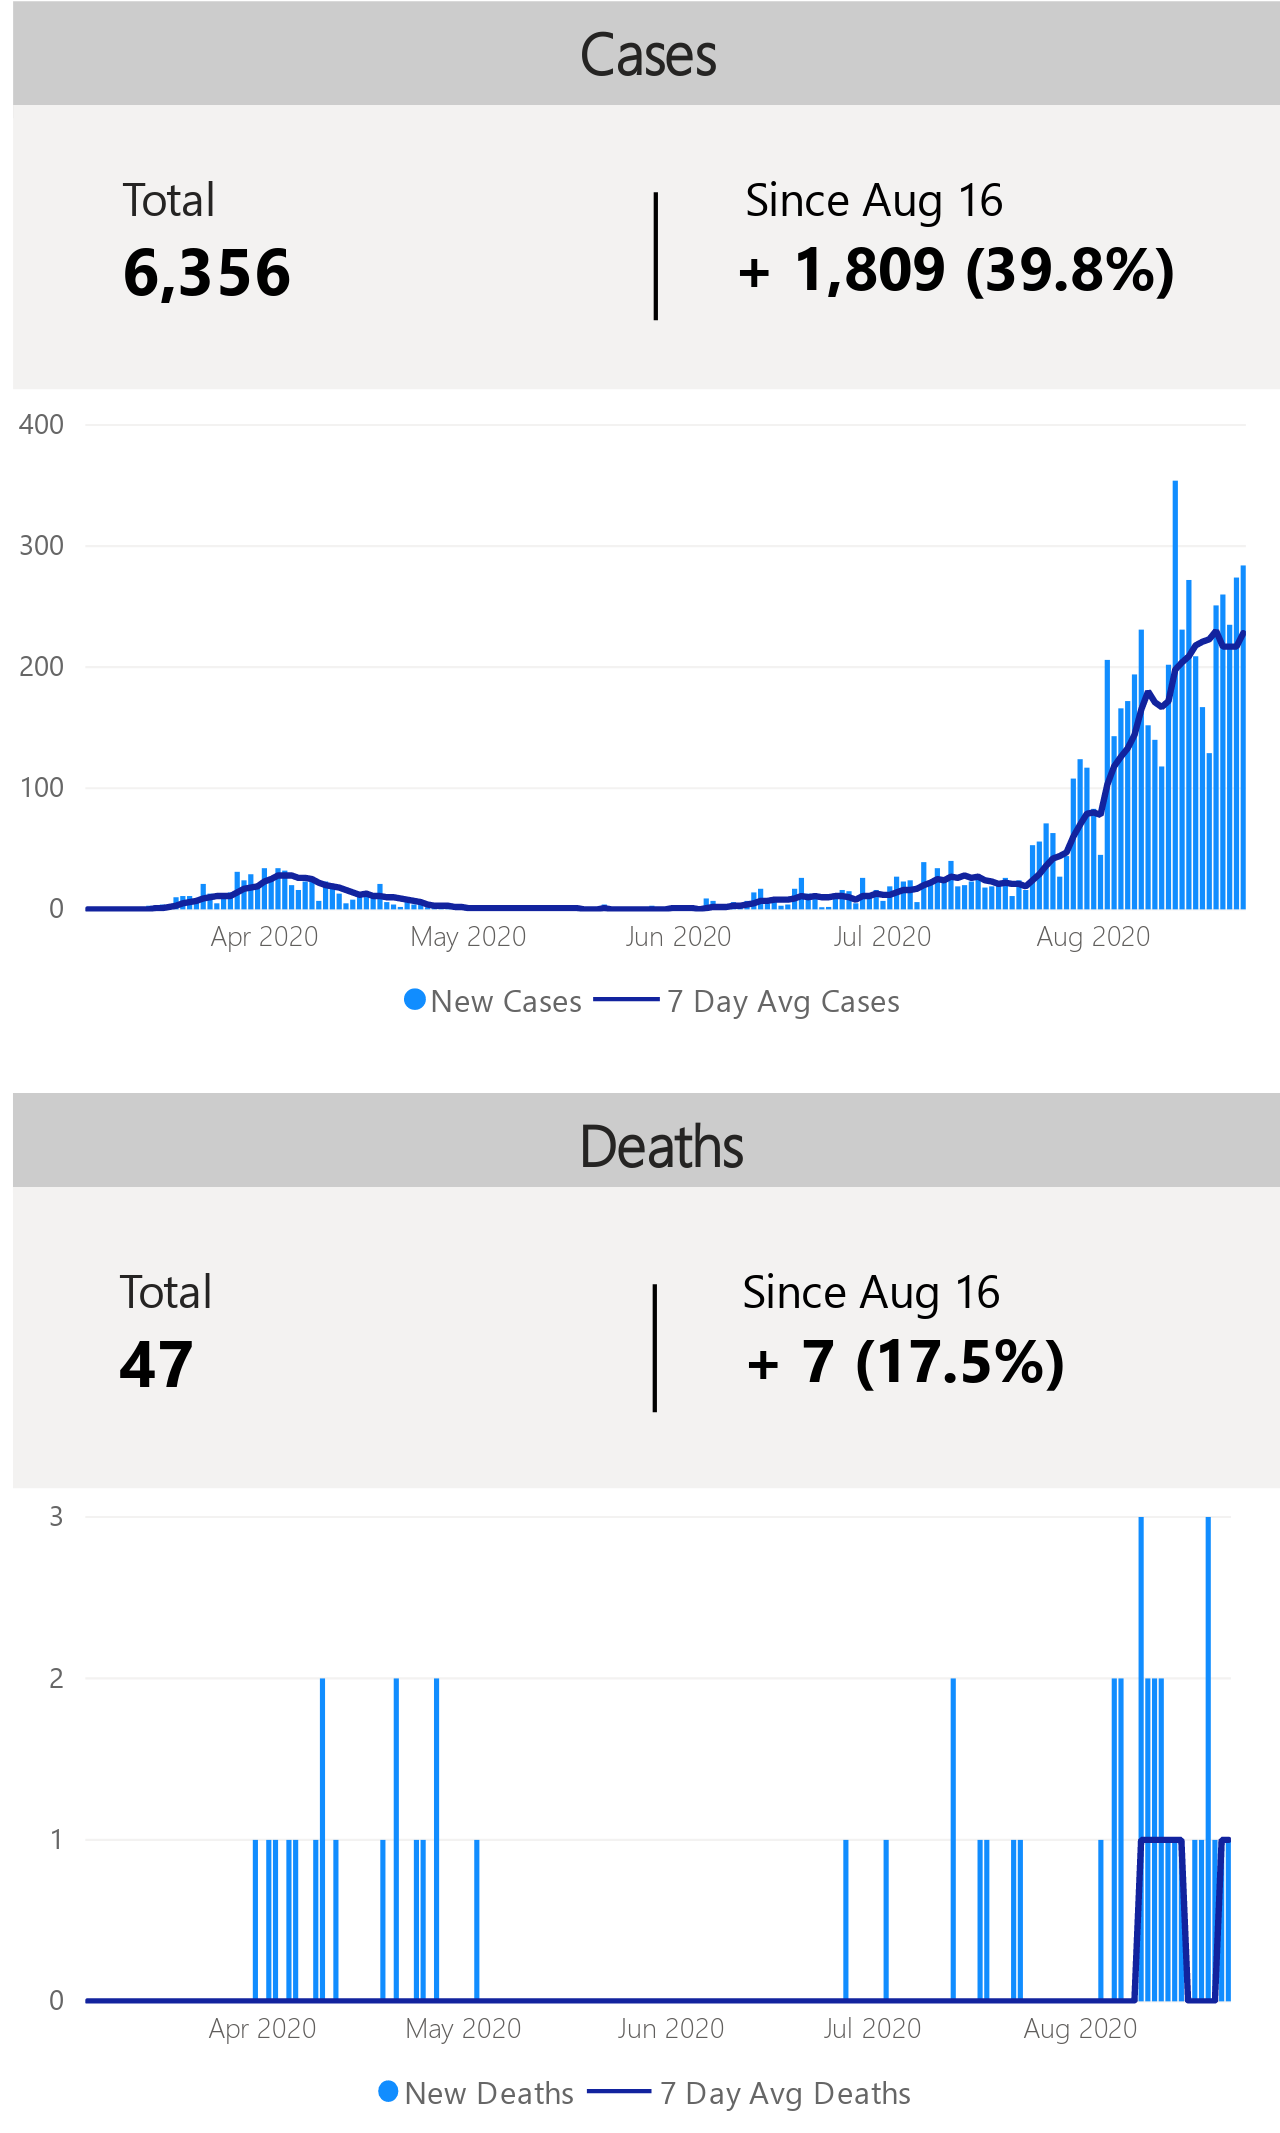 Cases
Total
Since Aug 16
6,356
+ 1,809 (39.8%)
400
300
200
100
0
Apr 2020 May 2020 Jun 2020 Jul 2020 Aug 2020
New Cases 7 Day Avg Cases
Deaths
Total
Since Aug 16
47
+ 7 (17.5%)
3
2
1
0
Apr 2020 May 2020 Jun 2020 Jul 2020 Aug 2020
New Deaths 7 Day Avg Deaths